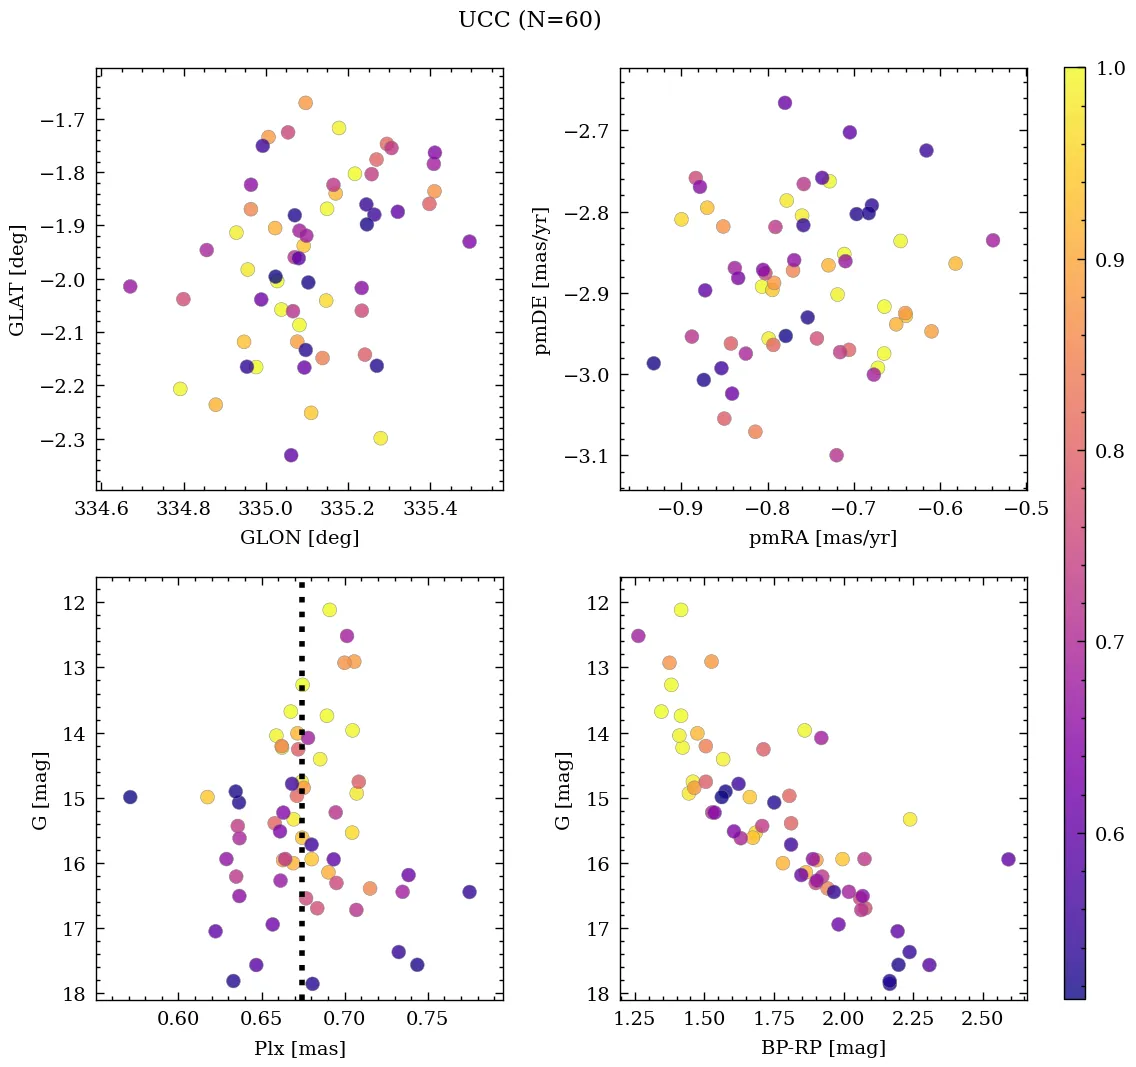 UCC (N=60)
−1.7
−1.8
−1.9
−2.0
−2.1
−2.2
−2.3
GLAT [deg]
334.6 334.8 335.0 335.2 335.4
GLON [deg]
−2.7
−2.8
−2.9
−3.0
−3.1
pmDE [mas/yr]
−0.9 −0.8 −0.7 −0.6 −0.5
pmRA [mas/yr]
12
13
14
15
16
17
18
G [mag]
0.60 0.65 0.70 0.75
Plx [mas]
12
13
14
15
16
17
18
G [mag]
1.25 1.50 1.75 2.00 2.25 2.50
BP-RP [mag]
1.0
0.9
0.8
0.7
0.6